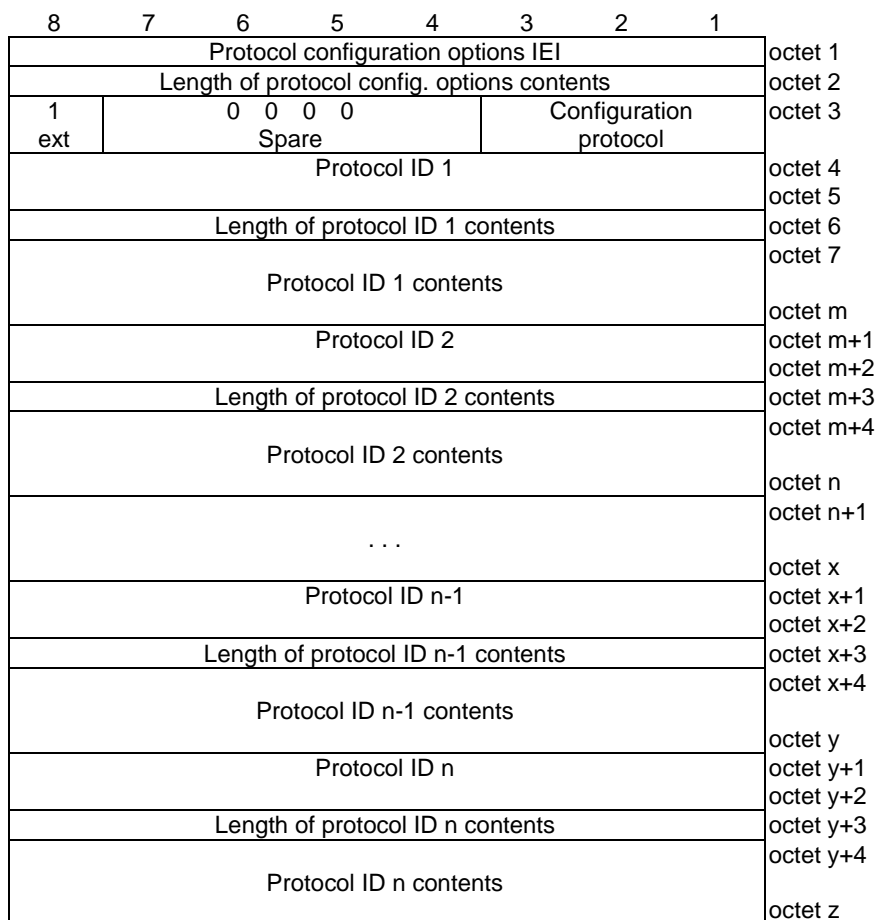 8 7 6 5 4 3 2 1
Protocol configuration options IEI octet 1
Length of protocol config. options contents octet 2
1 0 0 0 0 Configuration octet 3
ext Spare protocol
Protocol ID 1 octet 4
octet 5
Length of protocol ID 1 contents octet 6
octet 7
Protocol ID 1 contents
octet m
Protocol ID 2 octet m+1
octet m+2
Length of protocol ID 2 contents octet m+3
octet m+4
Protocol ID 2 contents
octet n
octet n+1
. . .
octet x
Protocol ID n-1 octet x+1
octet x+2
Length of protocol ID n-1 contents octet x+3
octet x+4
Protocol ID n-1 contents
octet y
Protocol ID n octet y+1
octet y+2
Length of protocol ID n contents octet y+3
octet y+4
Protocol ID n contents
octet z